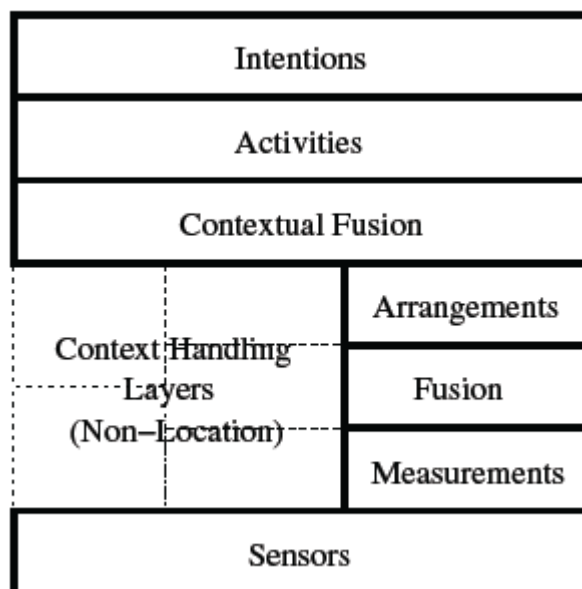 Intentions
Activities
Contextual Fusion
Arrangements
Context Handling
Layers
(Non–Location)
Fusion
Measurements
Sensors